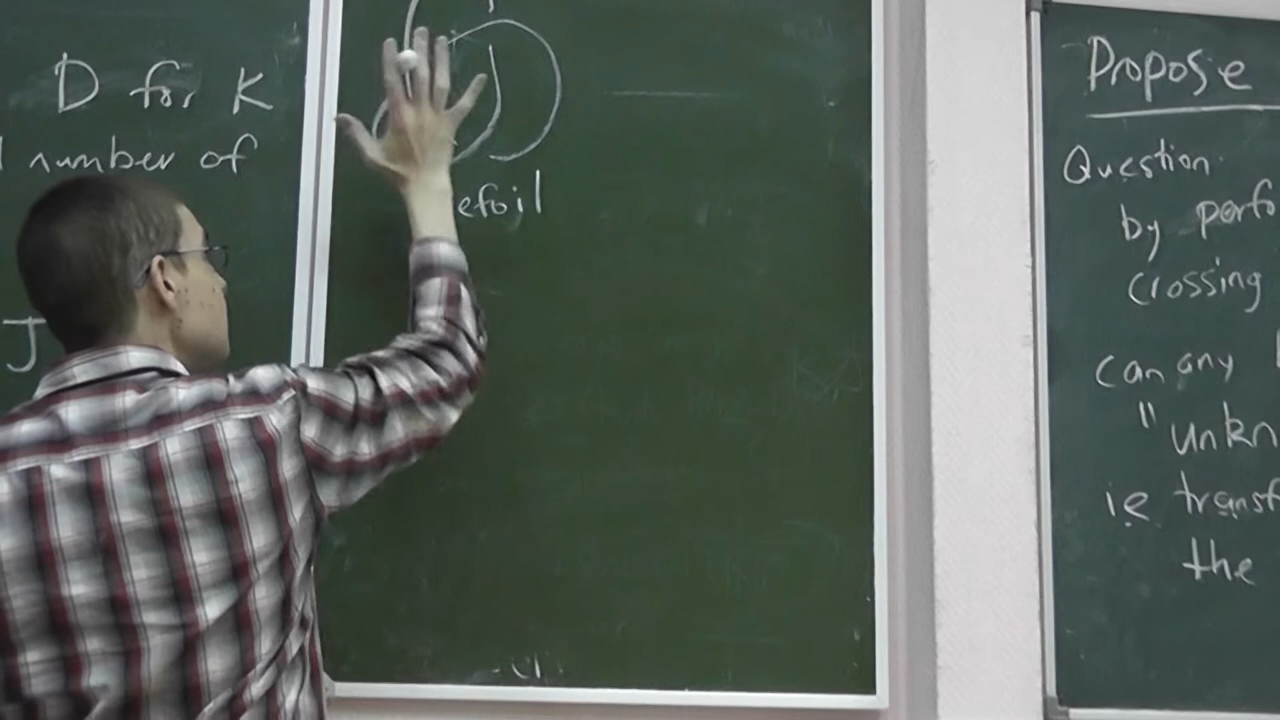 D for K
number of
J
efoil
Propose
Question
by perfo
crossing
can any
"unkn
ie transf
the